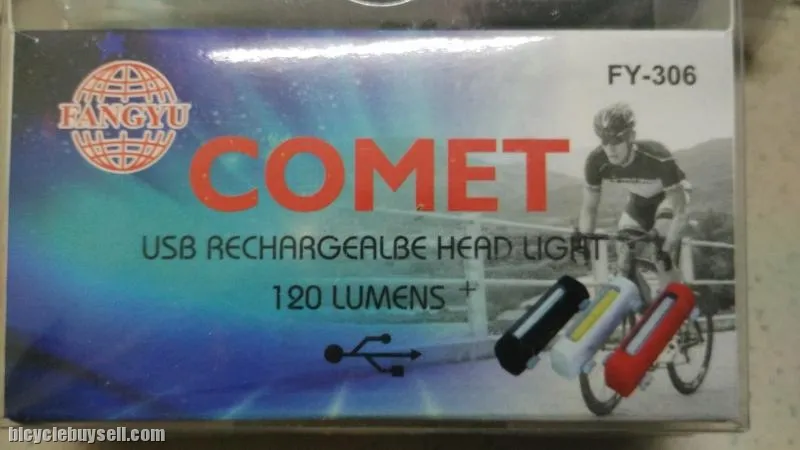 FANGYU
FY-306
COMET
USB RECHARGEALBE HEAD LIGHT
120 LUMENS +
bicyclebuysell.com